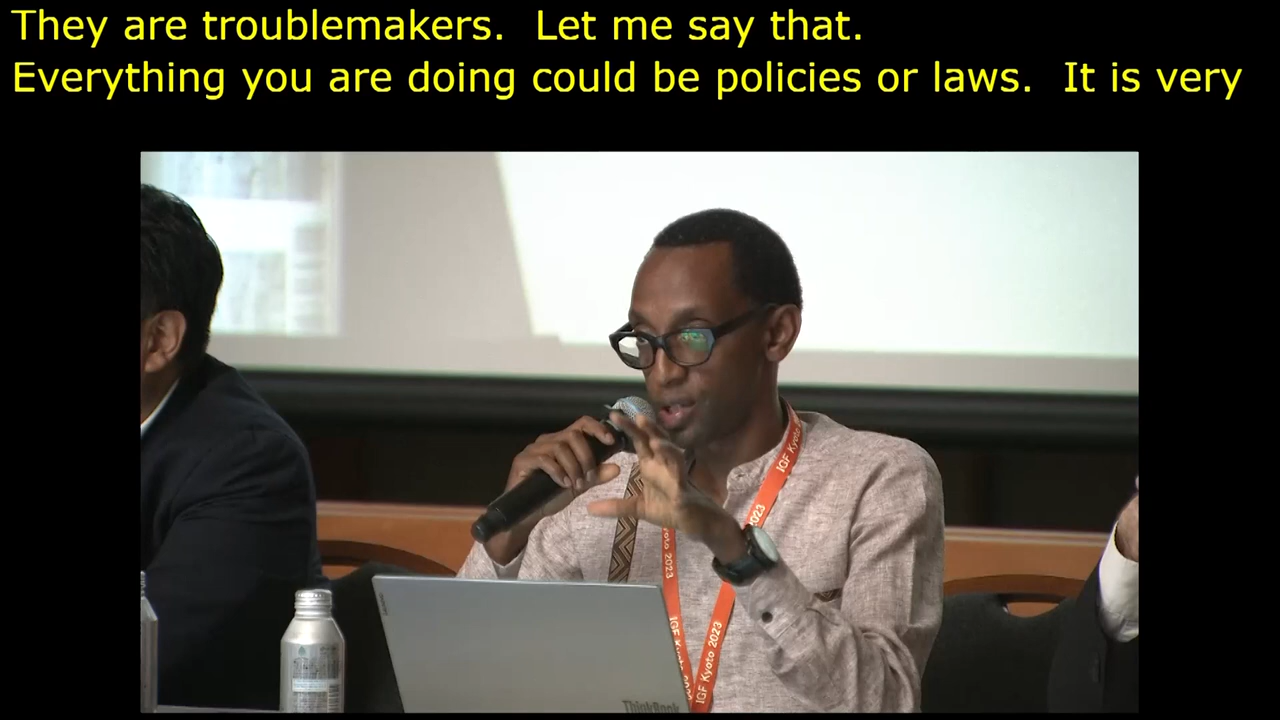 They are troublemakers.  Let me say that.
Everything you are doing could be policies or laws.  It is very
IGF Kyoto
2023
2023
IGF Kyoto 2023
ThinkBook